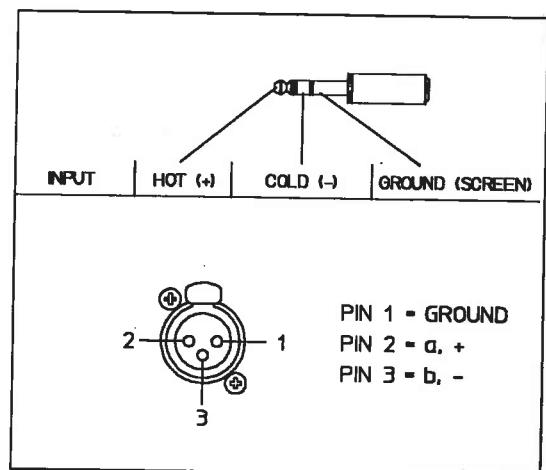 INPUT HOT (+) COLD (-) GROUND (SCREEN)
2 1
3
PIN 1 = GROUND
PIN 2 = a, +
PIN 3 = b, -